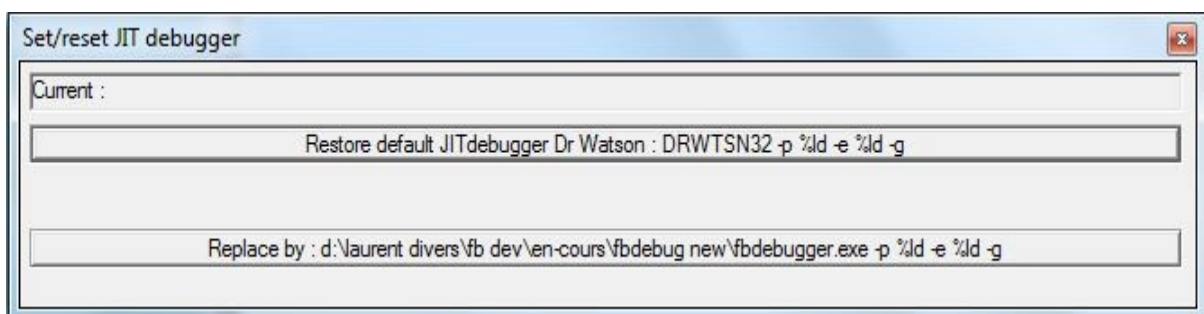 Set/reset JIT debugger
Current :
Restore default JITdebugger Dr Watson : DRWTSN32 -p %ld -e %ld -g
Replace by : d:\laurent divers\fb dev\en-cours\fbdebug new\fbdebugger.exe -p %ld -e %ld -g